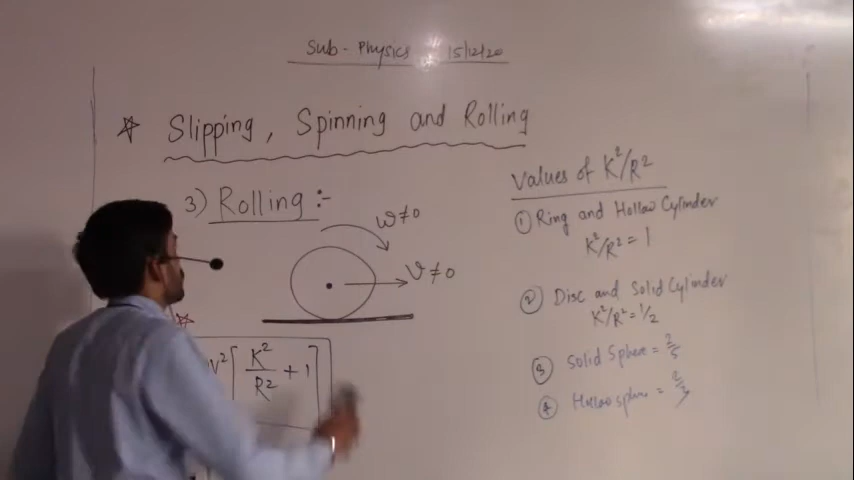 Sub - Physics 15/12/20
☆ Slipping, Spinning and Rolling
3) Rolling :-
ω≠0
V≠0
V²[K²/R² + 1]
Values of K²/R²
① Ring and Hollow Cylinder
K²/R² = 1
② Disc and Solid Cylinder
K²/R² = 1/2
③ Solid Sphere = 2/5
④ Hollow sphere = 2/3